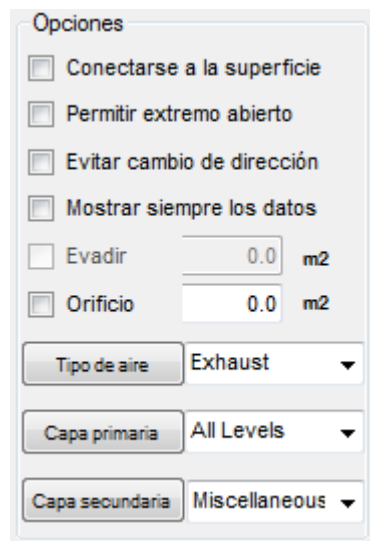 Opciones
Conectarse a la superficie
Permitir extremo abierto
Evitar cambio de dirección
Mostrar siempre los datos
Evadir 0.0 m2
Orificio 0.0 m2
Tipo de aire Exhaust
Capa primaria All Levels
Capa secundaria Miscellaneous